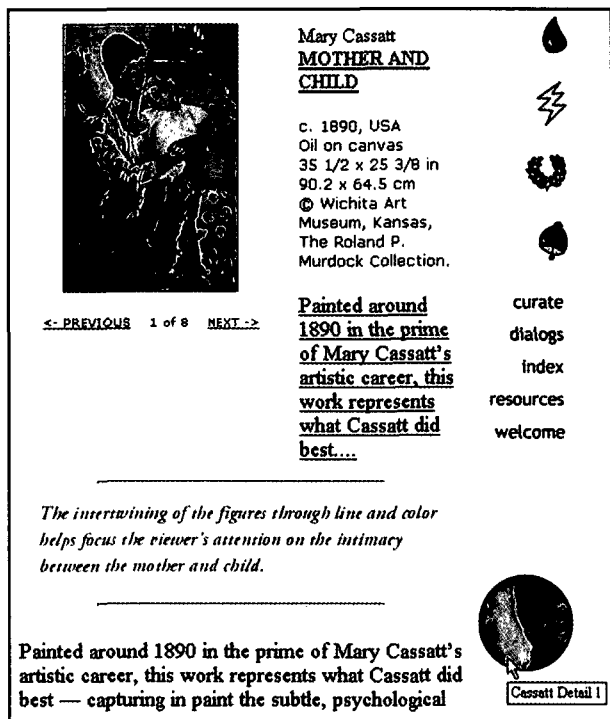 Mary Cassatt
MOTHER AND
CHILD
c. 1890, USA
Oil on canvas
35 1/2 x 25 3/8 in
90.2 x 64.5 cm
© Wichita Art
Museum, Kansas,
The Roland P.
Murdock Collection.
<- PREVIOUS 1 of 8 NEXT ->
Painted around
1890 in the prime
of Mary Cassatt's
artistic career, this
work represents
what Cassatt did
best....
curate
dialogs
index
resources
welcome
The intertwining of the figures through line and color
helps focus the viewer's attention on the intimacy
between the mother and child.
Painted around 1890 in the prime of Mary Cassatt's
artistic career, this work represents what Cassatt did
best — capturing in paint the subtle, psychological
Cassatt Detail 1